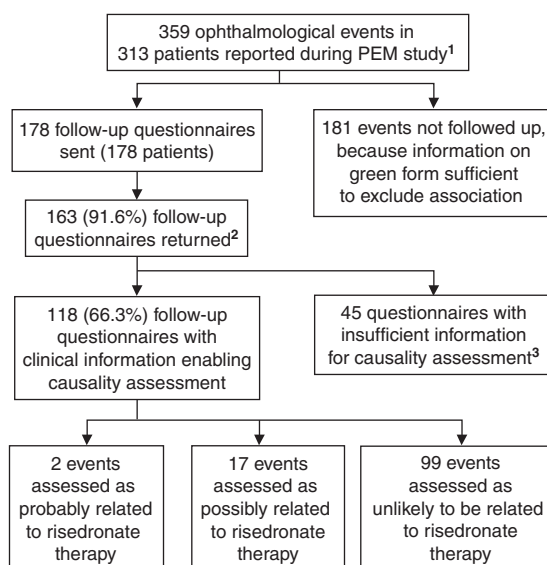 359 ophthalmological events in
313 patients reported during PEM study1
178 follow-up questionnaires
sent (178 patients)
181 events not followed up,
because information on
green form sufficient
to exclude association
163 (91.6%) follow-up
questionnaires returned2
118 (66.3%) follow-up
questionnaires with
clinical information enabling
causality assessment
45 questionnaires with
insufficient information
for causality assessment3
2 events
assessed as
probably related
to risedronate
therapy
17 events
assessed as
possibly related
to risedronate
therapy
99 events
assessed as
unlikely to be related
to risedronate
therapy